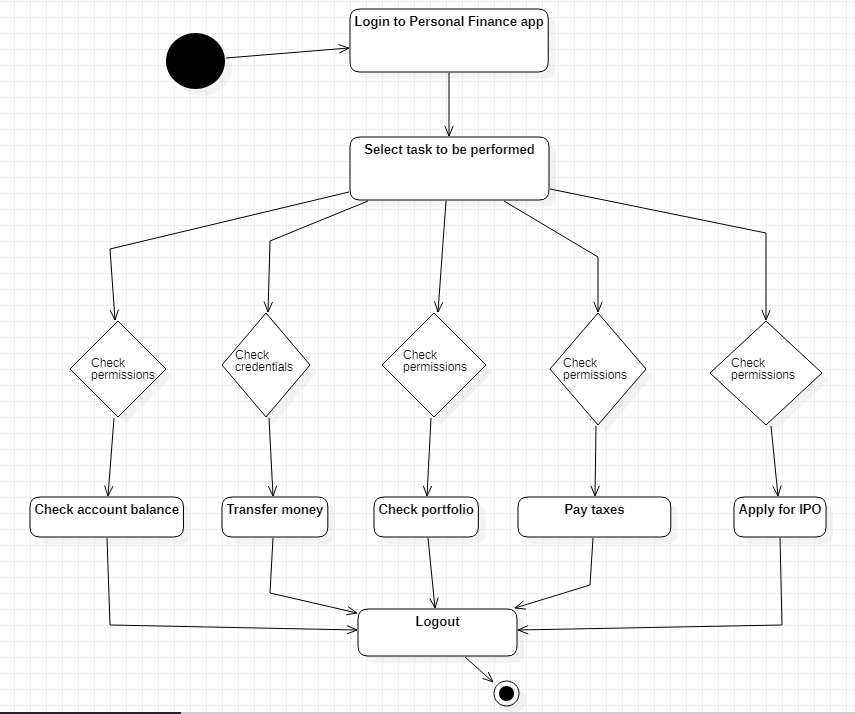 Login to Personal Finance app
Select task to be performed
Check
permissions
Check
credentials
Check
permissions
Check
permissions
Check
permissions
Check account balance
Transfer money
Check portfolio
Pay taxes
Apply for IPO
Logout